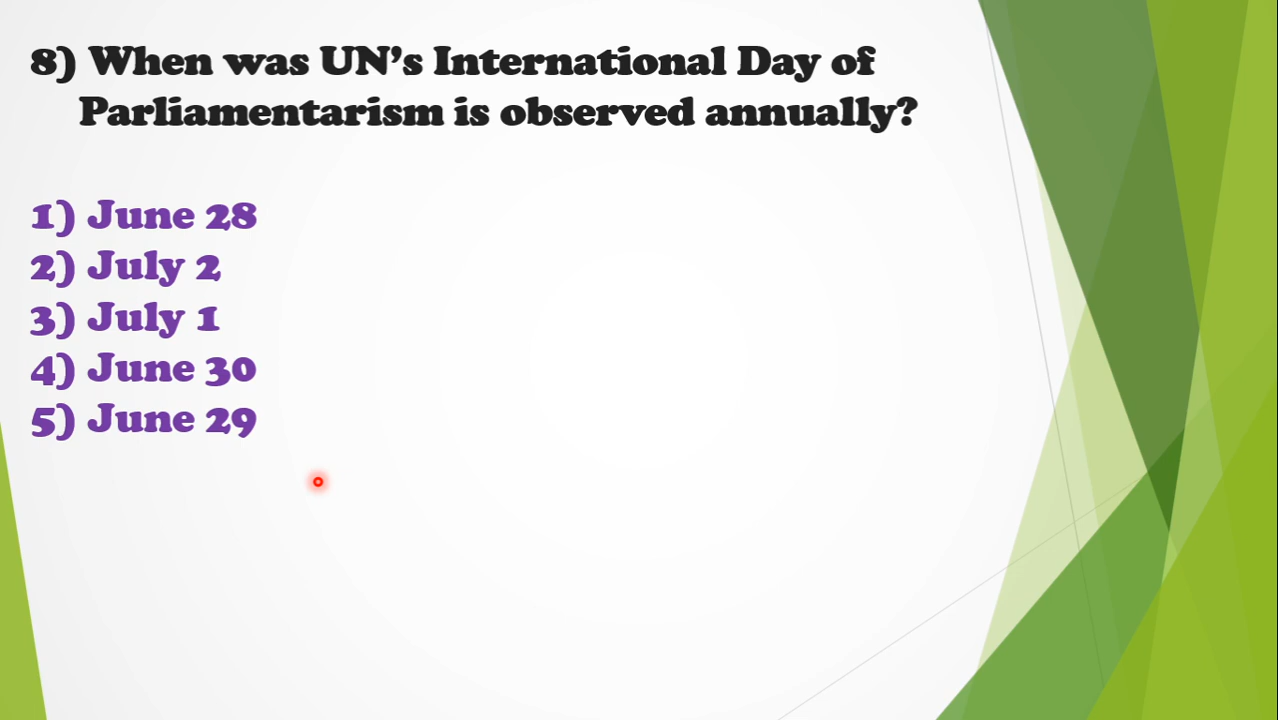 8) When was UN’s International Day of
Parliamentarism is observed annually?
1) June 28
2) July 2
3) July 1
4) June 30
5) June 29